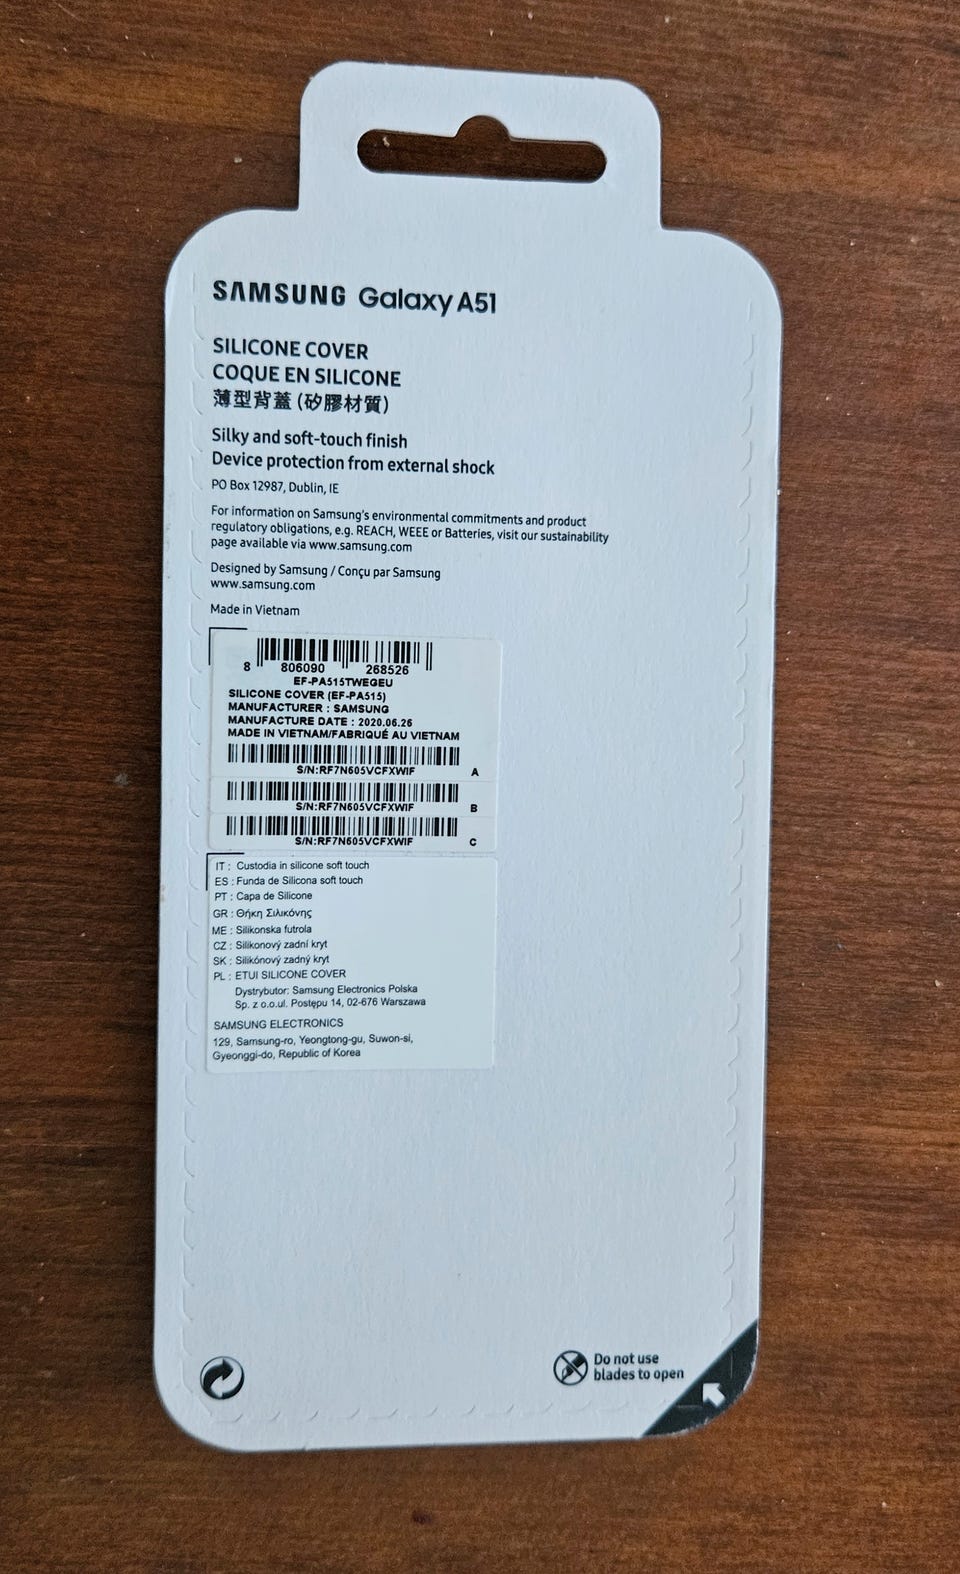 SAMSUNG Galaxy A51
SILICONE COVER
COQUE EN SILICONE
薄型背蓋 (矽膠材質)
Silky and soft-touch finish
Device protection from external shock
PO Box 12987, Dublin, IE
For information on Samsung's environmental commitments and product
regulatory obligations, e.g. REACH, WEEE or Batteries, visit our sustainability
page available via www.samsung.com
Designed by Samsung / Conçu par Samsung
www.samsung.com
Made in Vietnam
8 806090 268526
EF-PA515TWEGEU
SILICONE COVER (EF-PA515)
MANUFACTURER : SAMSUNG
MANUFACTURE DATE : 2020.06.26
MADE IN VIETNAM/FABRIQUÉ AU VIETNAM
S/N:RF7N605VCFXWIF A
S/N:RF7N605VCFXWIF B
S/N:RF7N605VCFXWIF C
IT : Custodia in silicone soft touch
ES : Funda de Silicona soft touch
PT : Capa de Silicone
GR : Θήκη Σιλικόνης
ME : Silikonska futrola
CZ : Silikonový zadní kryt
SK : Silikónový zadný kryt
PL : ETUI SILICONE COVER
Dystrybutor: Samsung Electronics Polska
Sp. z o.o.ul. Postępu 14, 02-676 Warszawa
SAMSUNG ELECTRONICS
129, Samsung-ro, Yeongtong-gu, Suwon-si,
Gyeonggi-do, Republic of Korea
Do not use
blades to open